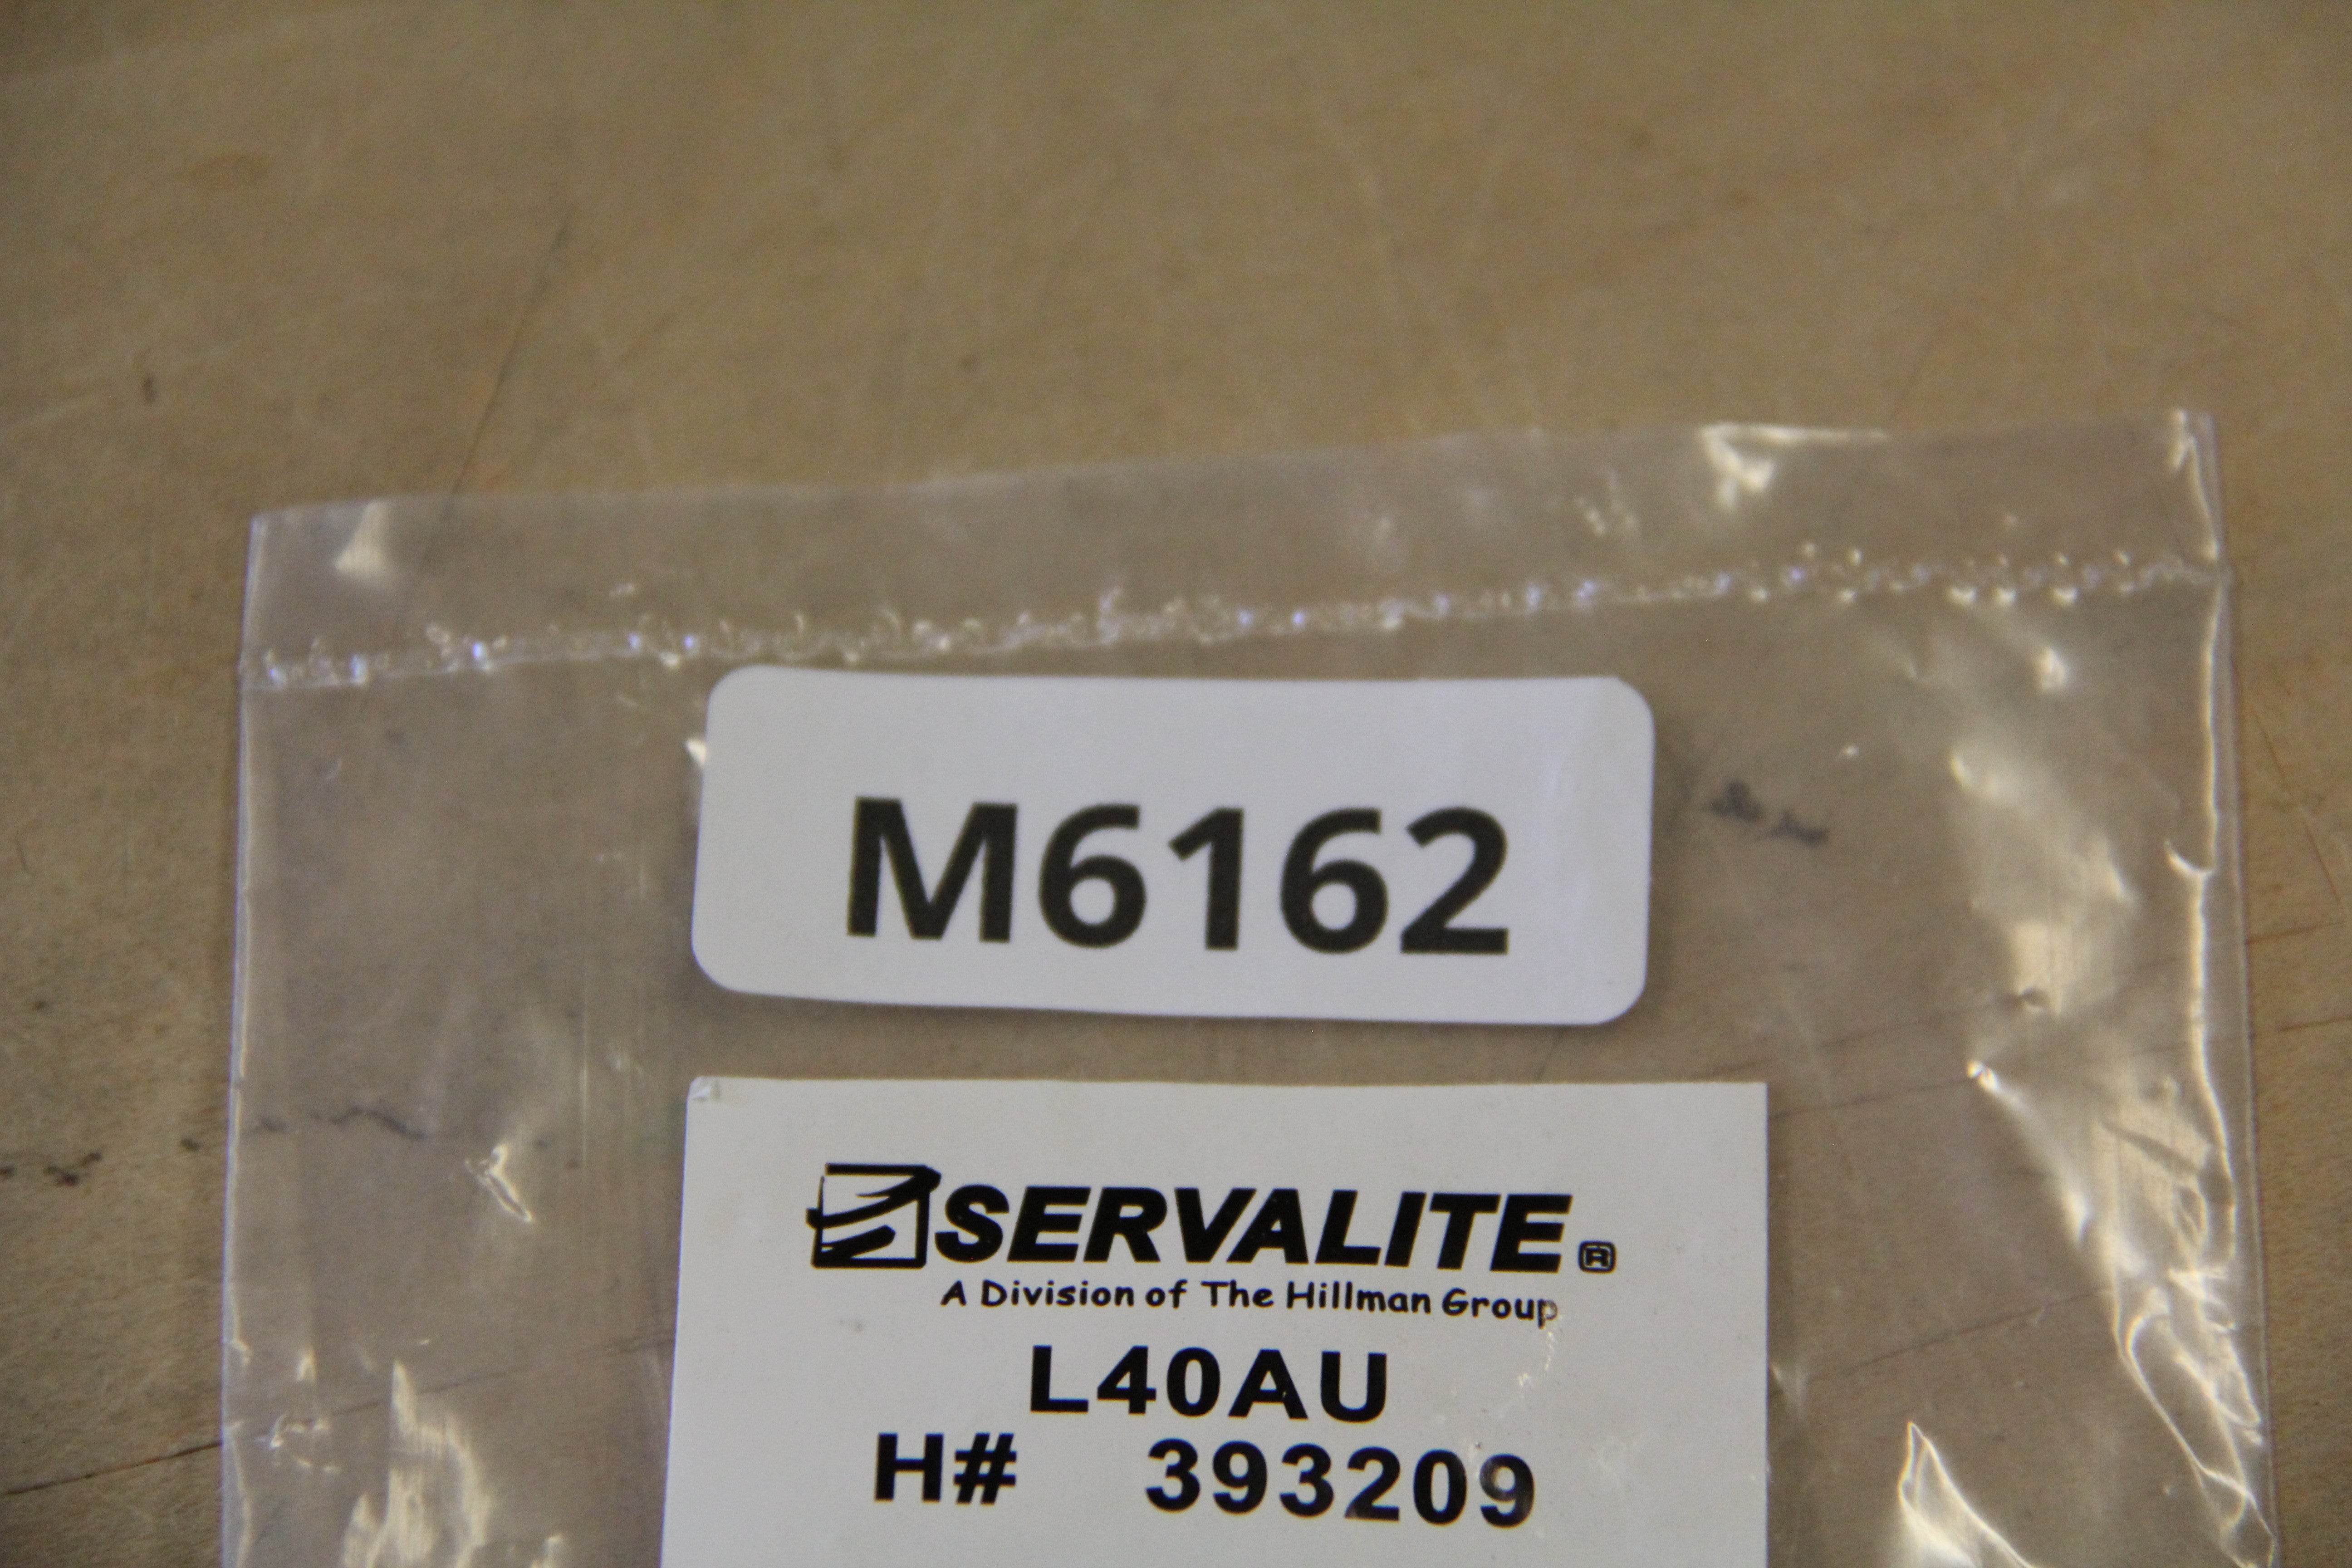 M6162
SERVALITE®
A Division of The Hillman Group
L40AU
H# 393209